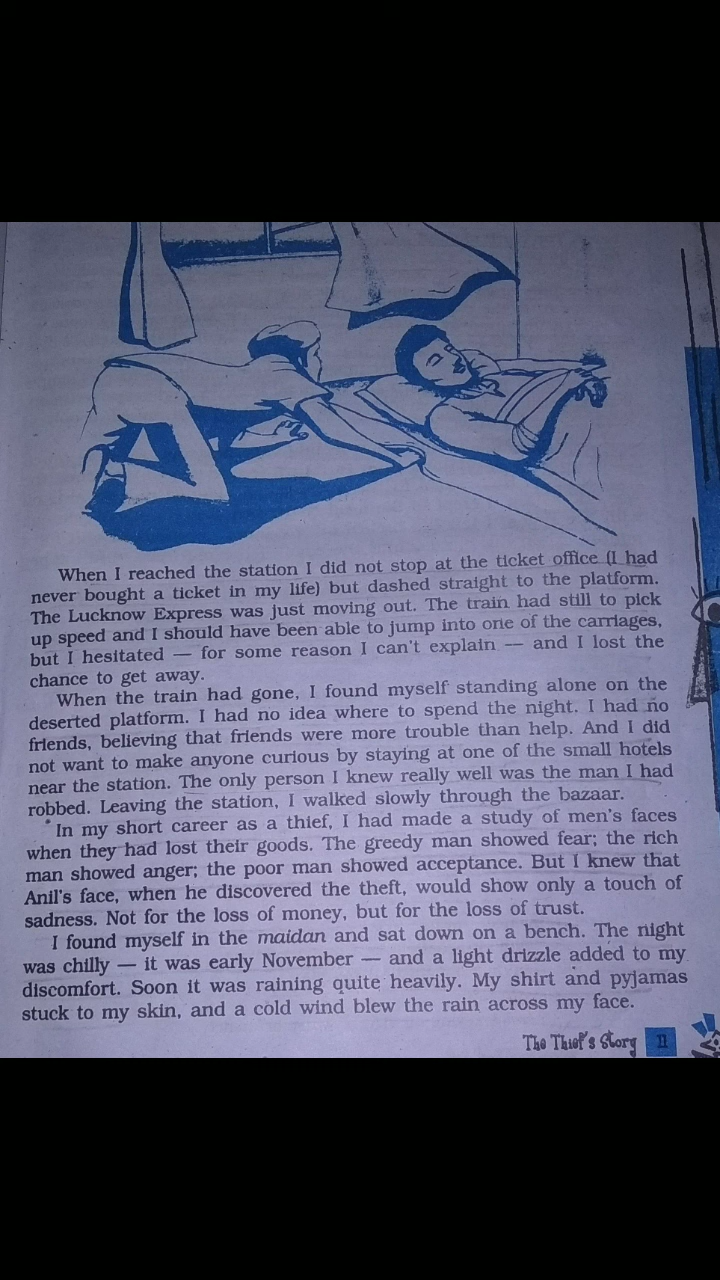 When I reached the station I did not stop at the ticket office (I had
never bought a ticket in my life) but dashed straight to the platform.
The Lucknow Express was just moving out. The train had still to pick
up speed and I should have been able to jump into one of the carriages,
but I hesitated — for some reason I can't explain — and I lost the
chance to get away.
When the train had gone, I found myself standing alone on the
deserted platform. I had no idea where to spend the night. I had no
friends, believing that friends were more trouble than help. And I did
not want to make anyone curious by staying at one of the small hotels
near the station. The only person I knew really well was the man I had
robbed. Leaving the station, I walked slowly through the bazaar.
In my short career as a thief, I had made a study of men's faces
when they had lost their goods. The greedy man showed fear; the rich
man showed anger; the poor man showed acceptance. But I knew that
Anil's face, when he discovered the theft, would show only a touch of
sadness. Not for the loss of money, but for the loss of trust.
I found myself in the maidan and sat down on a bench. The night
was chilly — it was early November — and a light drizzle added to my
discomfort. Soon it was raining quite heavily. My shirt and pyjamas
stuck to my skin, and a cold wind blew the rain across my face.
The Thief's Story 11